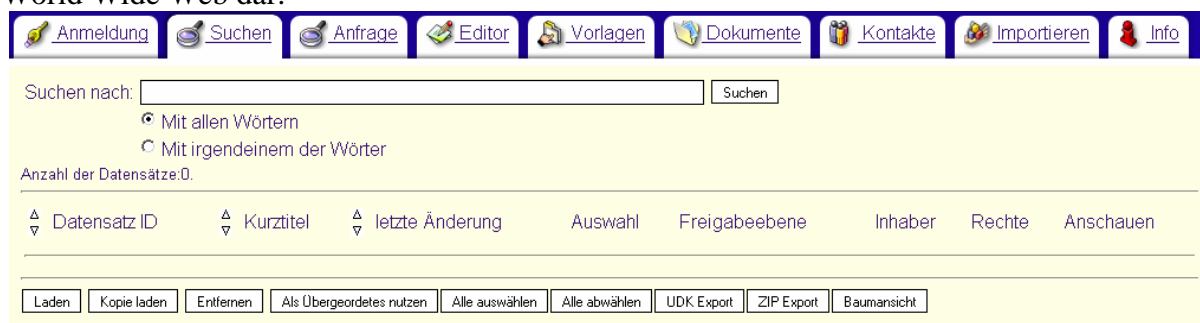 World Wide Web dar.
Anmeldung Suchen Anfrage Editor Vorlagen Dokumente Kontakte Importieren Info
Suchen nach: Suchen
Mit allen Wörtern
Mit irgendeinem der Wörter
Anzahl der Datensätze:0.
Datensatz ID Kurztitel letzte Änderung Auswahl Freigabeebene Inhaber Rechte Anschauen
Laden Kopie laden Entfernen Als Übergeordetes nutzen Alle auswählen Alle abwählen UDK Export ZIP Export Baumansicht